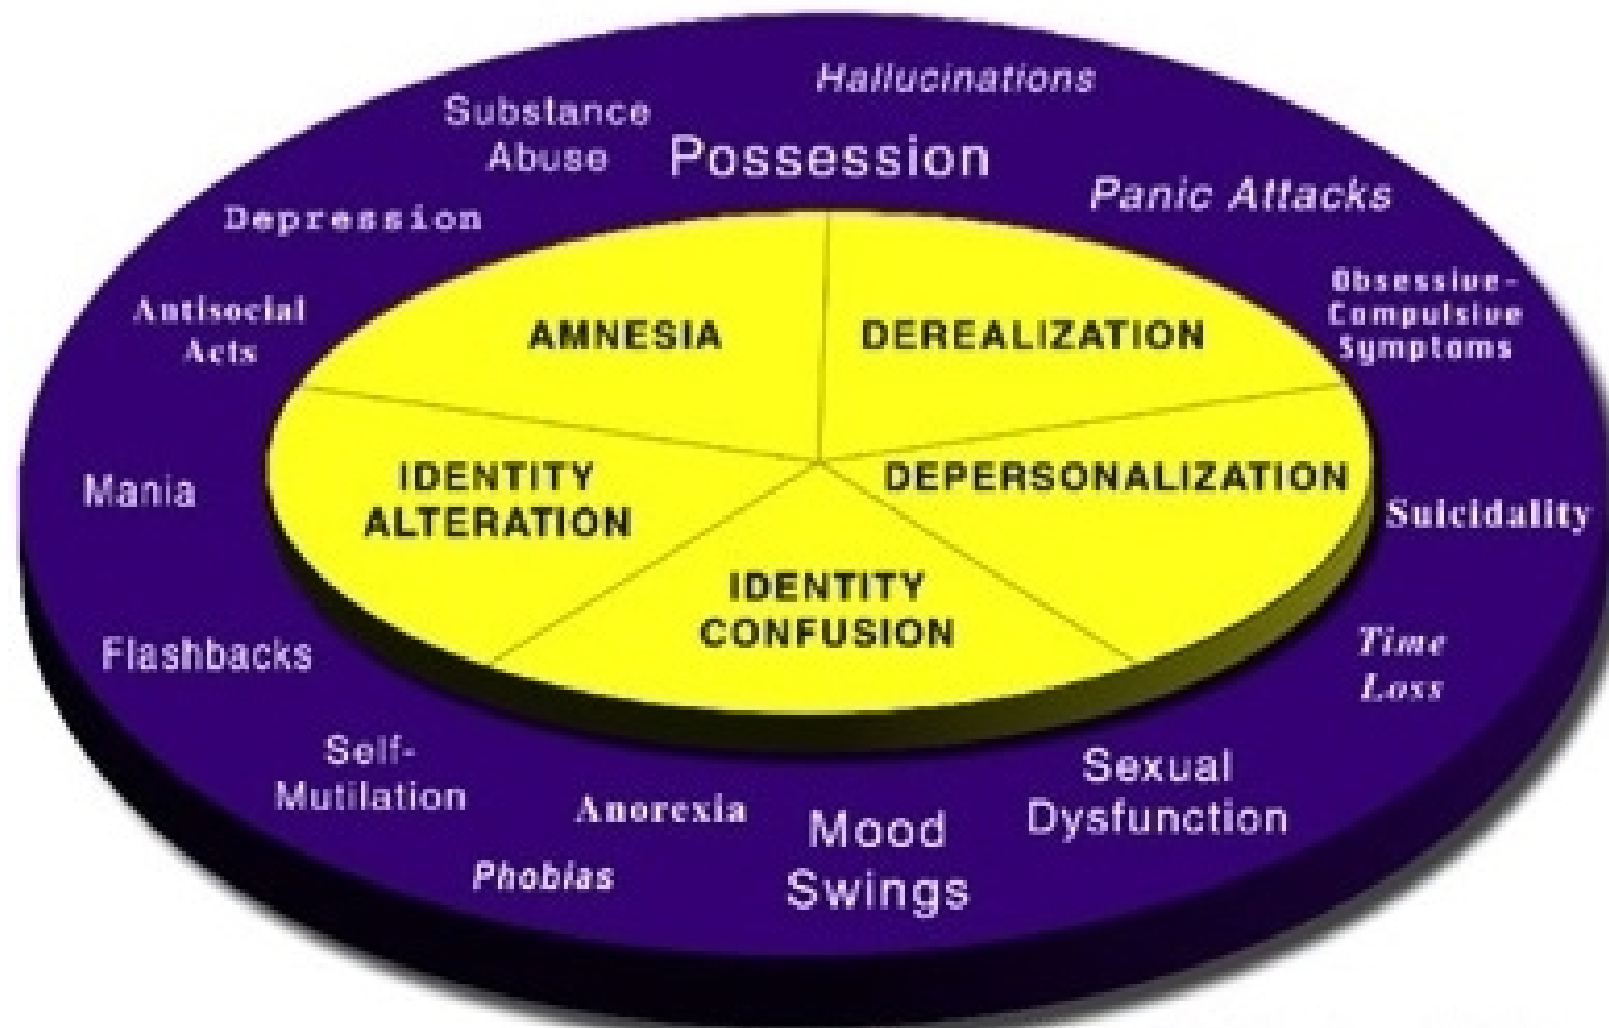 Hallucinations
Substance
Abuse
Possession
Panic Attacks
Depression
Obsessive-
Compulsive
Symptoms
Antisocial
Acts
AMNESIA
DEREALIZATION
IDENTITY
ALTERATION
DEPERSONALIZATION
Mania
Suicidality
IDENTITY
CONFUSION
Flashbacks
Time
Loss
Self-
Mutilation
Anorexia
Mood
Swings
Sexual
Dysfunction
Phobias